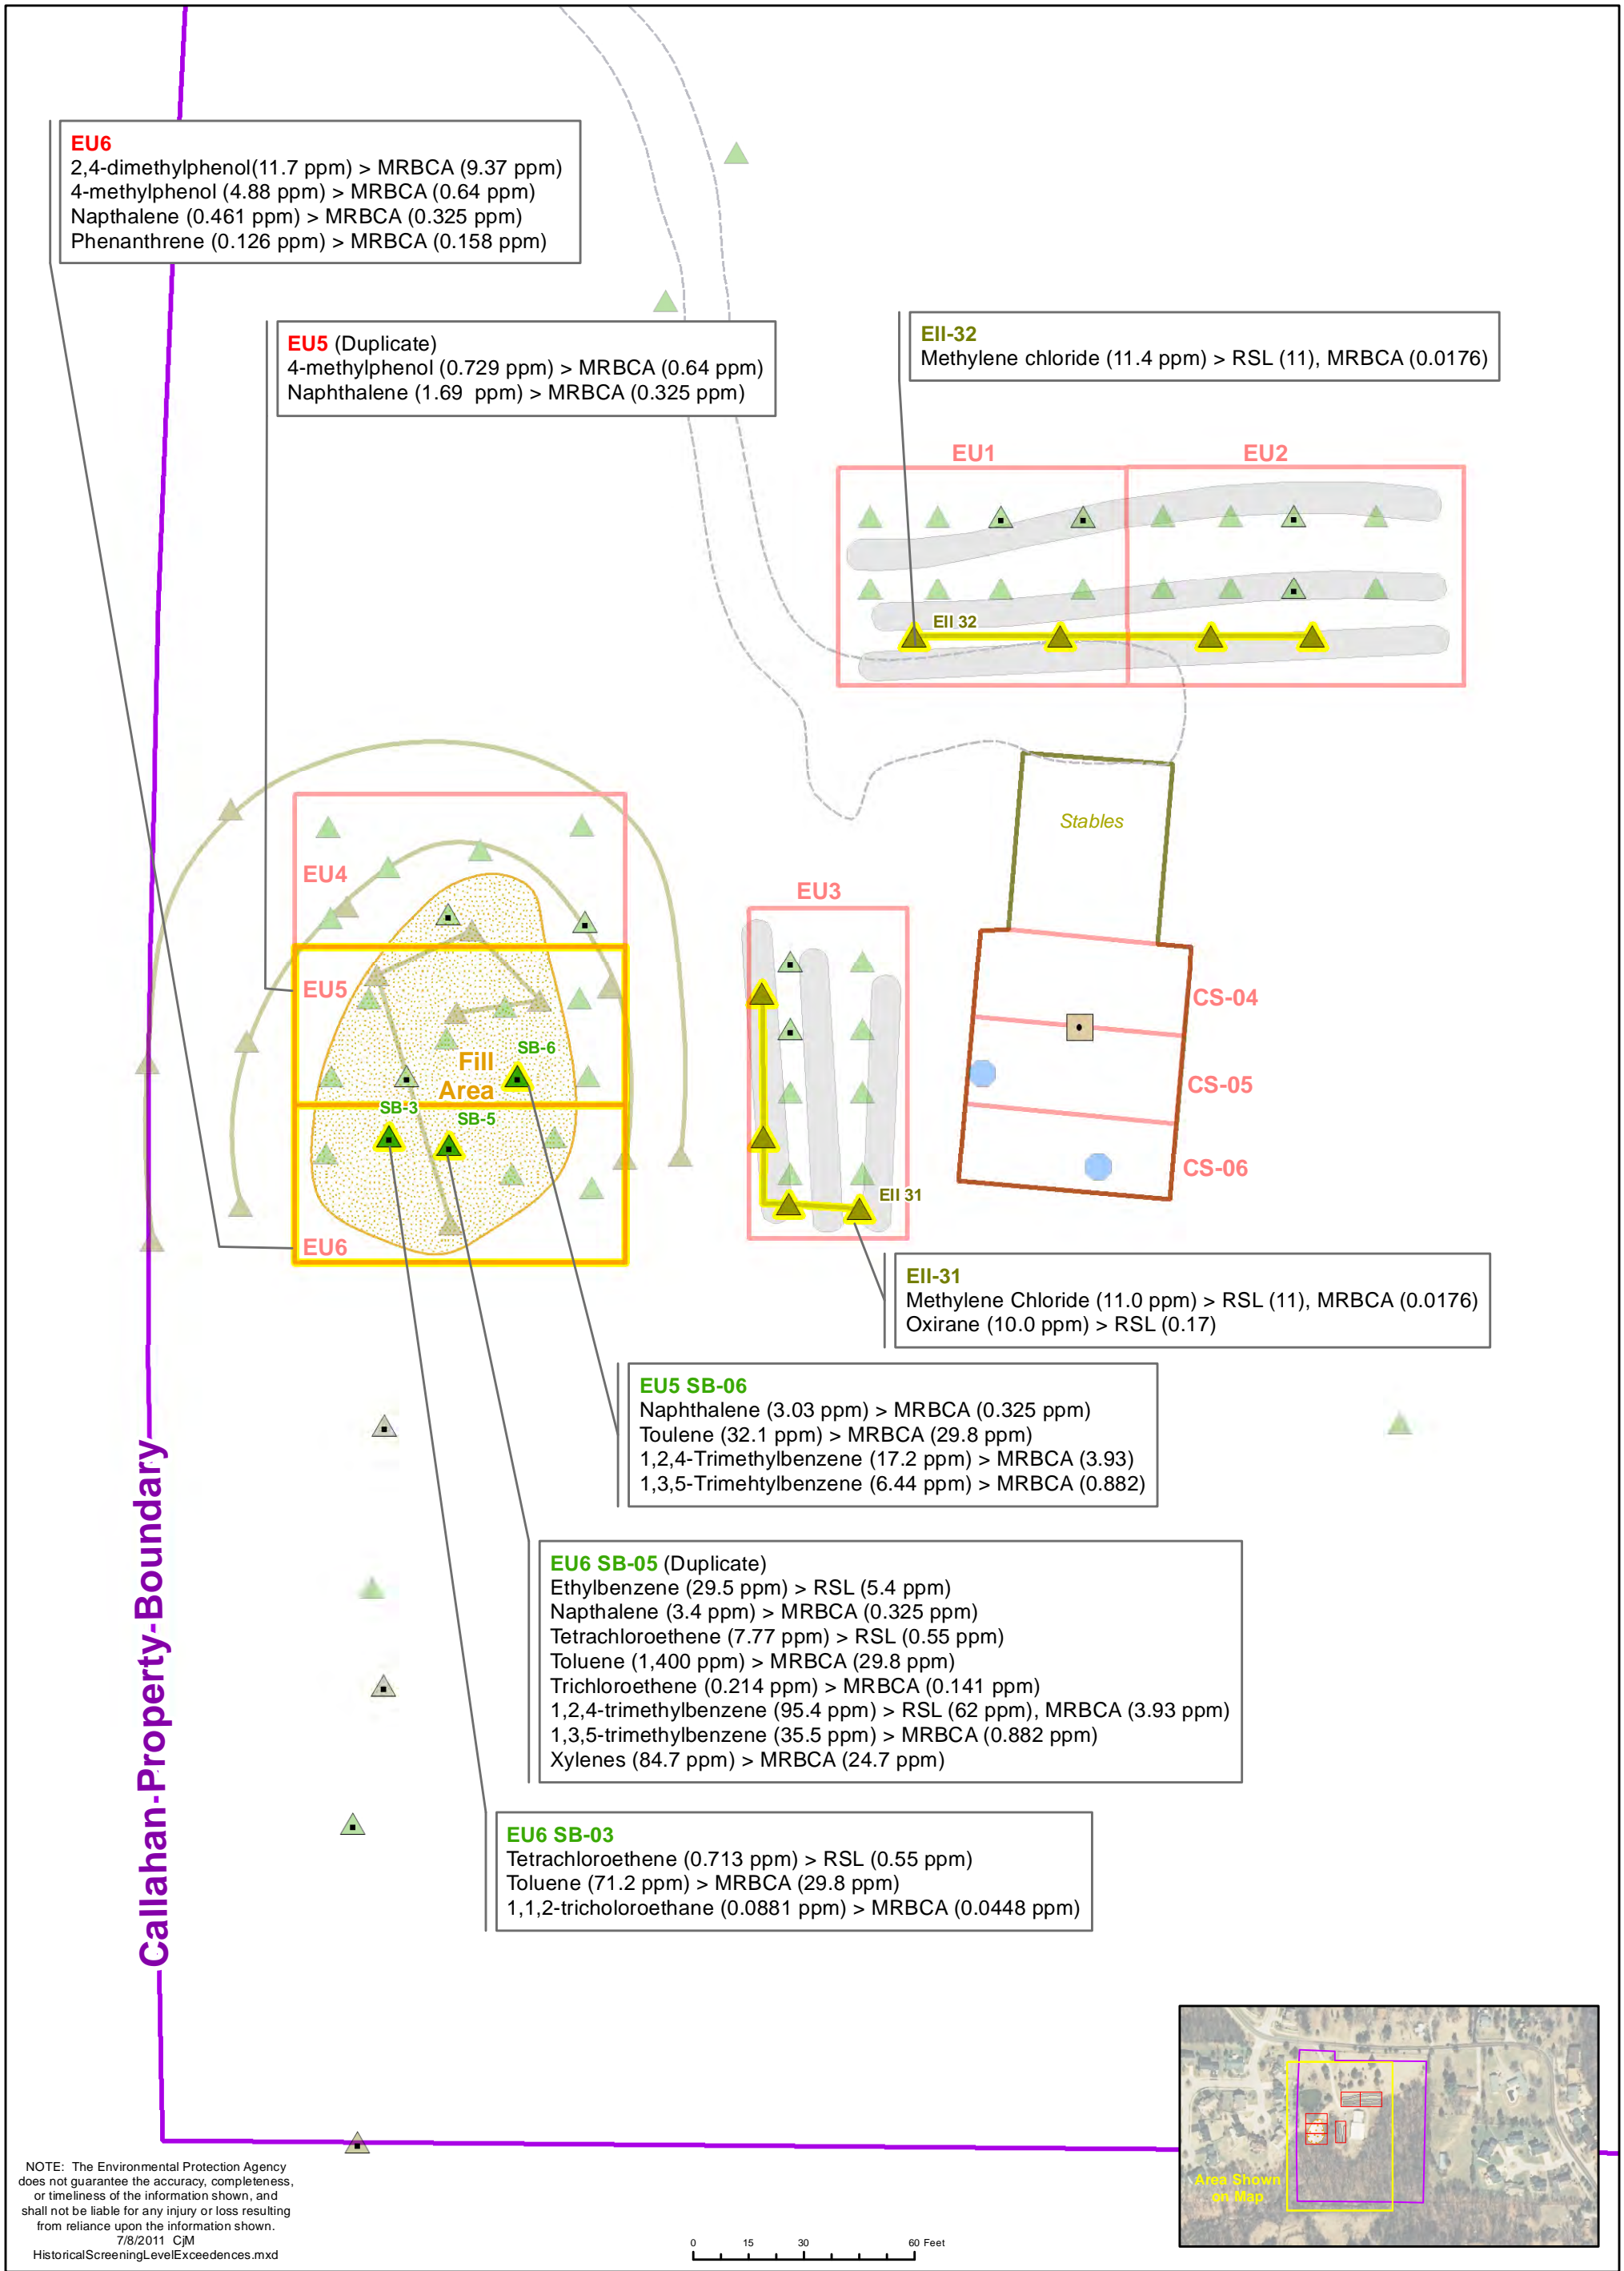 EU6
2,4-dimethylphenol(11.7 ppm) > MRBCA (9.37 ppm)
4-methylphenol (4.88 ppm) > MRBCA (0.64 ppm)
Napthalene (0.461 ppm) > MRBCA (0.325 ppm)
Phenanthrene (0.126 ppm) > MRBCA (0.158 ppm)
EU5 (Duplicate)
4-methylphenol (0.729 ppm) > MRBCA (0.64 ppm)
Naphthalene (1.69 ppm) > MRBCA (0.325 ppm)
EII-32
Methylene chloride (11.4 ppm) > RSL (11), MRBCA (0.0176)
EU1
EU2
EII 32
Stables
EU4
EU3
EU5
CS-04
SB-6
Fill
Area
CS-05
SB-3
SB-5
CS-06
EII 31
EU6
EII-31
Methylene Chloride (11.0 ppm) > RSL (11), MRBCA (0.0176)
Oxirane (10.0 ppm) > RSL (0.17)
EU5 SB-06
Naphthalene (3.03 ppm) > MRBCA (0.325 ppm)
Toulene (32.1 ppm) > MRBCA (29.8 ppm)
1,2,4-Trimethylbenzene (17.2 ppm) > MRBCA (3.93)
1,3,5-Trimehtylbenzene (6.44 ppm) > MRBCA (0.882)
Callahan-Property-Boundary
EU6 SB-05 (Duplicate)
Ethylbenzene (29.5 ppm) > RSL (5.4 ppm)
Napthalene (3.4 ppm) > MRBCA (0.325 ppm)
Tetrachloroethene (7.77 ppm) > RSL (0.55 ppm)
Toluene (1,400 ppm) > MRBCA (29.8 ppm)
Trichloroethene (0.214 ppm) > MRBCA (0.141 ppm)
1,2,4-trimethylbenzene (95.4 ppm) > RSL (62 ppm), MRBCA (3.93 ppm)
1,3,5-trimethylbenzene (35.5 ppm) > MRBCA (0.882 ppm)
Xylenes (84.7 ppm) > MRBCA (24.7 ppm)
EU6 SB-03
Tetrachloroethene (0.713 ppm) > RSL (0.55 ppm)
Toluene (71.2 ppm) > MRBCA (29.8 ppm)
1,1,2-tricholoroethane (0.0881 ppm) > MRBCA (0.0448 ppm)
Area Shown
on Map
NOTE: The Environmental Protection Agency
does not guarantee the accuracy, completeness,
or timeliness of the information shown, and
shall not be liable for any injury or loss resulting
from reliance upon the information shown.
7/8/2011 CjM
HistoricalScreeningLevelExceedences.mxd
0 15 30 60 Feet